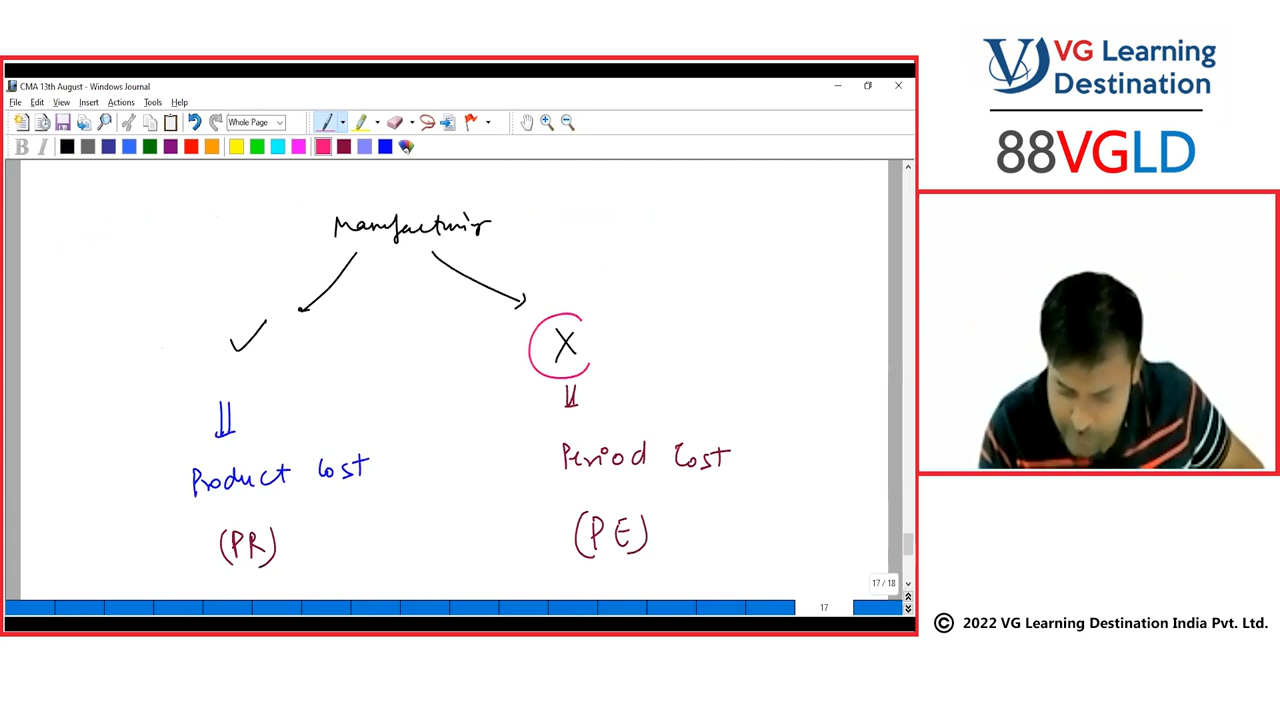 CMA 13th August - Windows Journal
File Edit View Insert Actions Tools Help
Whole Page
B I
Manufacturing
X
Product Cost
Period Cost
(PR)
(PE)
17 / 18
17
VG Learning
Destination
88VGLD
© 2022 VG Learning Destination India Pvt. Ltd.